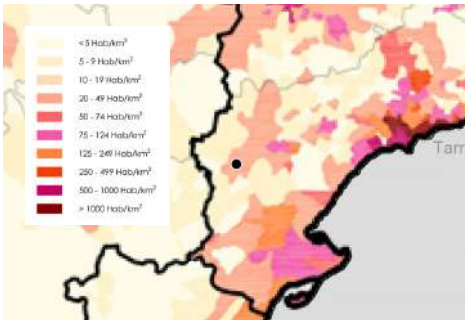 <5 Hab/km²
5 - 9 Hab/km²
10 - 19 Hab/km²
20 - 49 Hab/km²
50 - 74 Hab/km²
75 - 124 Hab/km²
125 - 249 Hab/km²
250 - 499 Hab/km²
500 - 1000 Hab/km²
> 1000 Hab/km²
Tarr